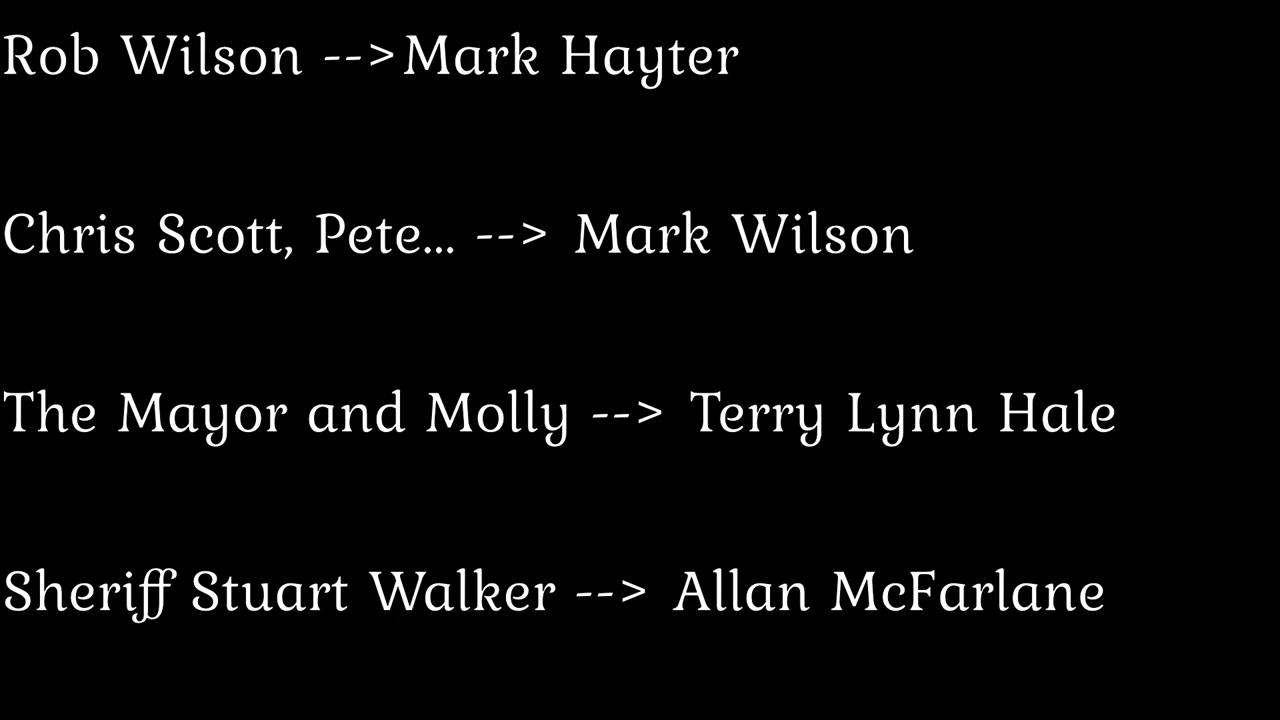 Rob Wilson -->Mark Hayter
Chris Scott, Pete... --> Mark Wilson
The Mayor and Molly --> Terry Lynn Hale
Sheriff Stuart Walker --> Allan McFarlane